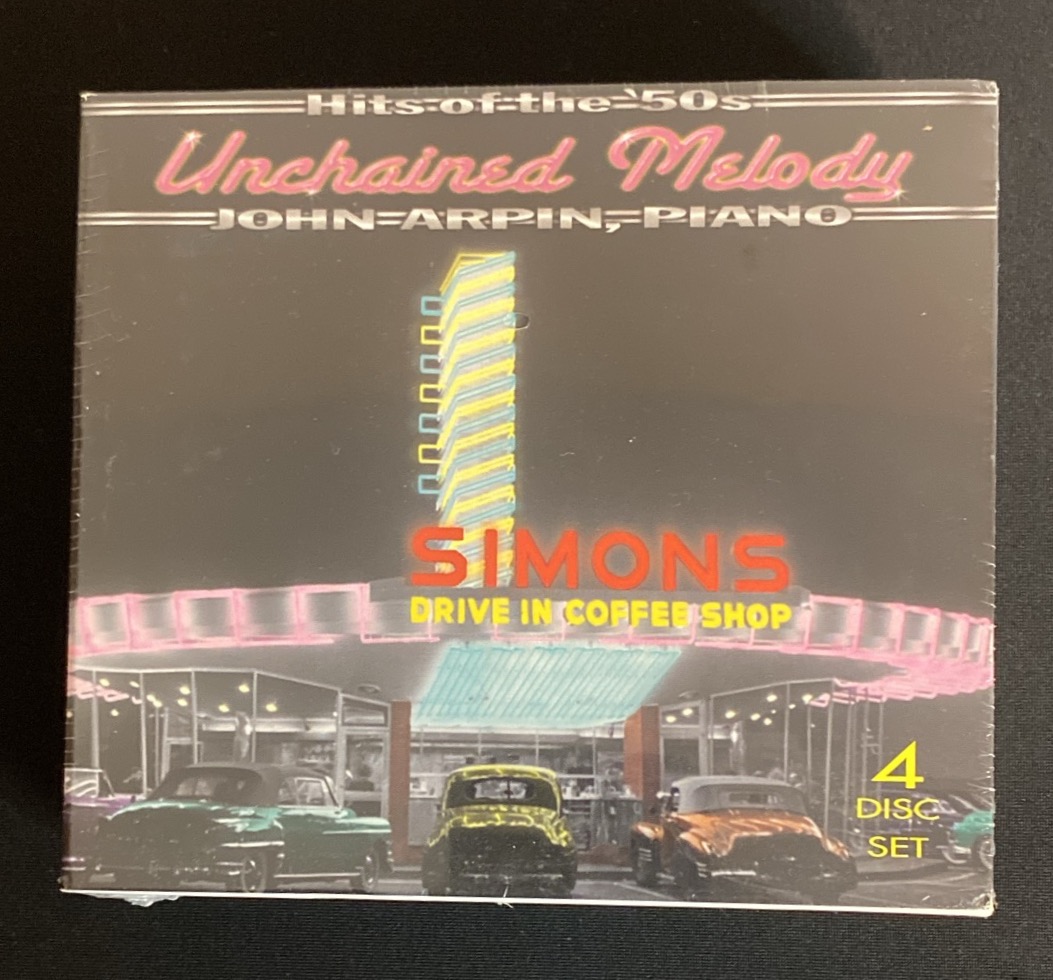 Hits of the '50s
Unchained Melody
JOHN ARPIN, PIANO
SIMONS
DRIVE IN COFFEE SHOP
4
DISC
SET